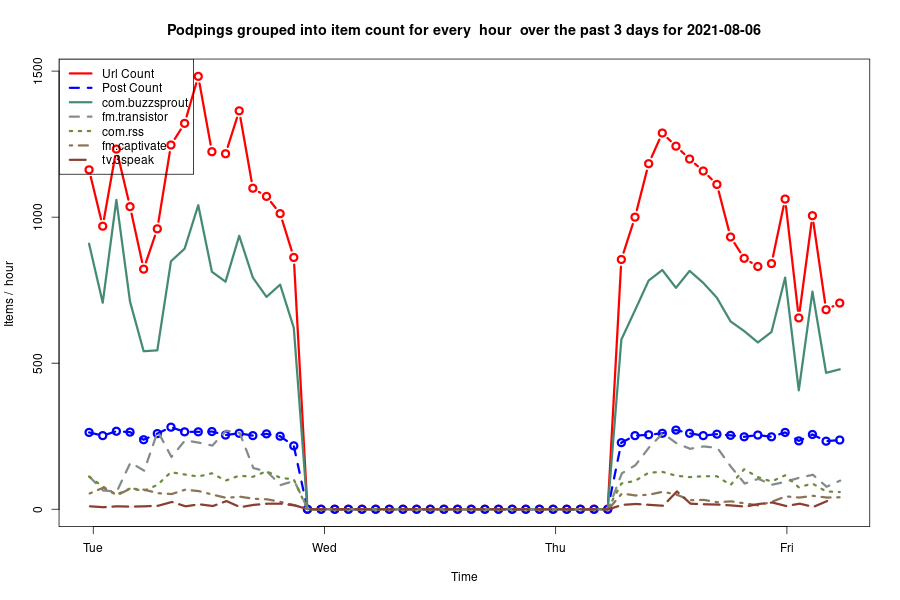 Podpings grouped into item count for every  hour  over the past 3 days for 2021-08-06
Items /  hour
1500
1000
500
0
Url Count
Post Count
com.buzzsprout
fm.transistor
com.rss
fm.captivate
tv.3speak
Tue
Wed
Thu
Fri
Time